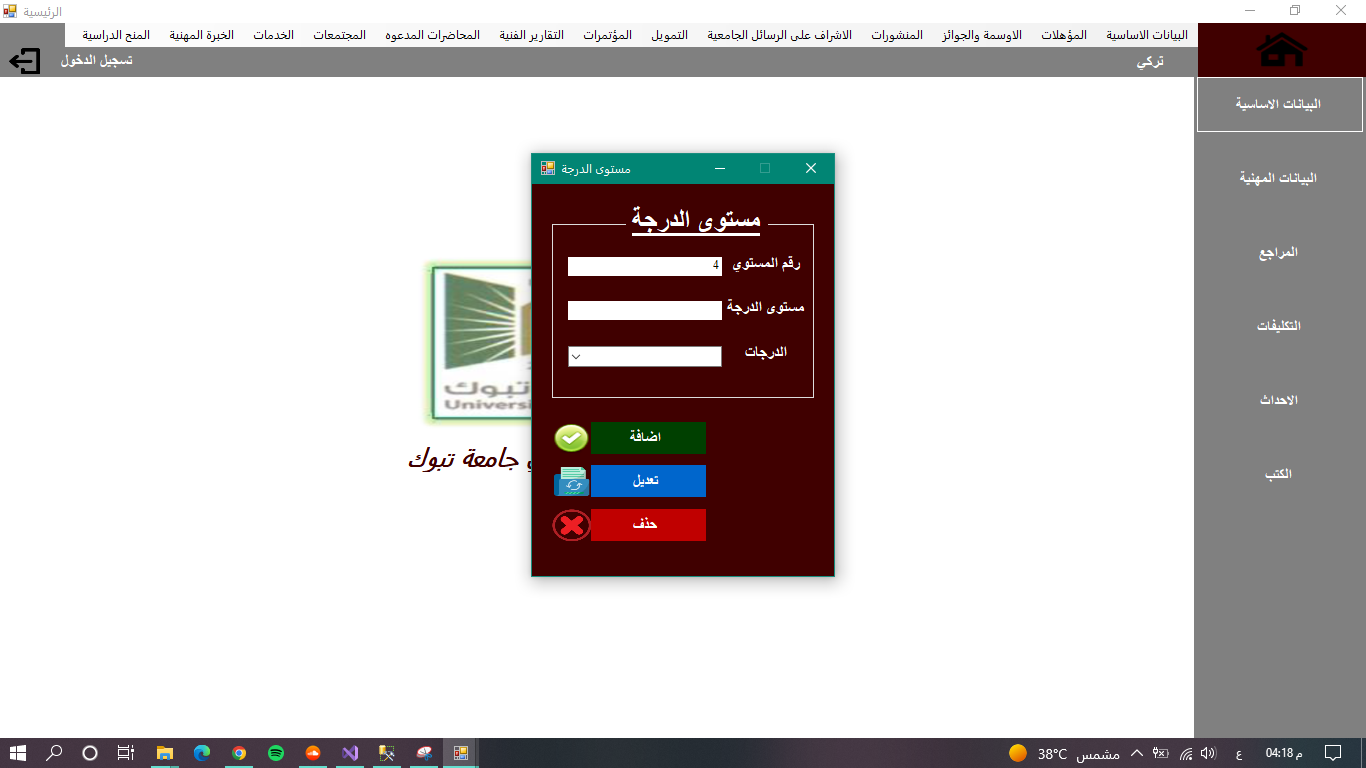 الرئيسية
البيانات الاساسية المؤهلات الاوسمة والجوائز المنشورات الاشراف على الرسائل الجامعية التمويل المؤتمرات التقارير الفنية المحاضرات المدعوه المجتمعات الخدمات الخبرة المهنية المنح الدراسية
تركي تسجيل الدخول
البيانات الاساسية
البيانات المهنية
المراجع
التكليفات
الاحداث
الكتب
مستوى الدرجة
مستوى الدرجة
رقم المستوي 4
مستوى الدرجة
الدرجات
اضافة
تعديل
حذف
تبوك
Universi
جامعة تبوك
38°C مشمس ع 04:18 م